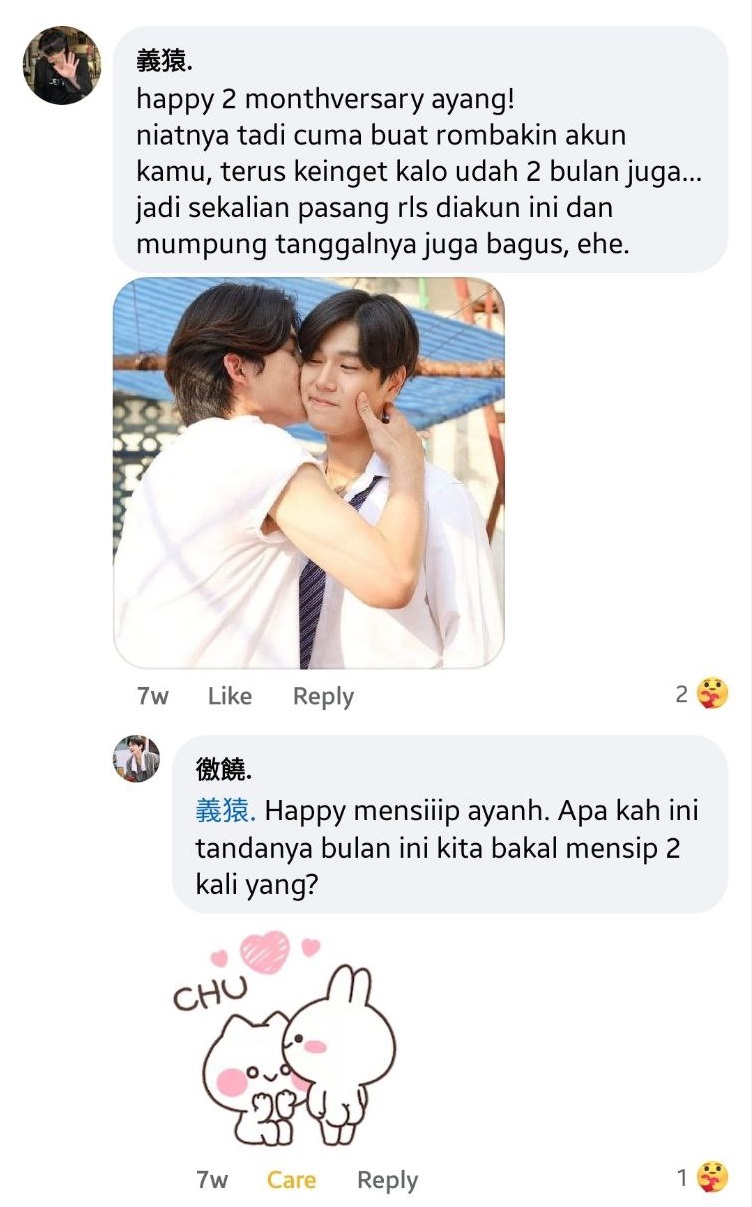 義猿.
happy 2 monthversary ayang!
niatnya tadi cuma buat rombakin akun
kamu, terus keinget kalo udah 2 bulan juga...
jadi sekalian pasang rls diakun ini dan
mumpung tanggalnya juga bagus, ehe.
7w Like Reply 2
徼饒.
義猿. Happy mensiiip ayanh. Apa kah ini
tandanya bulan ini kita bakal mensip 2
kali yang?
CHU
7w Care Reply 1